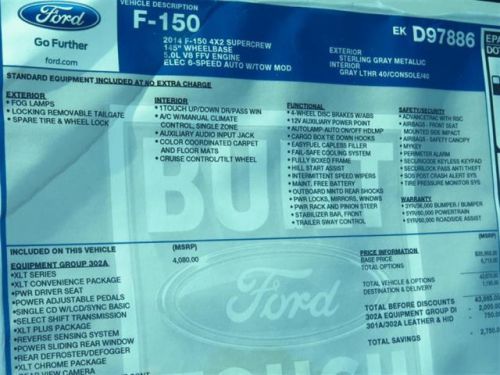 Ford
Go Further
ford.com
VEHICLE DESCRIPTION
F-150
2014 F-150 4X2 SUPERCREW
145" WHEELBASE
5.0L V8 FFV ENGINE
ELEC 6-SPEED AUTO W/TOW MOD
EK D97886
EXTERIOR
STERLING GRAY METALLIC
INTERIOR
GRAY LTHR 40/CONSOLE/40
EPA
DOT
STANDARD EQUIPMENT INCLUDED AT NO EXTRA CHARGE
EXTERIOR
• FOG LAMPS
• LOCKING REMOVABLE TAILGATE
• SPARE TIRE & WHEEL LOCK
INTERIOR
• 1TOUCH UP/DOWN DR/PASS WIN
• A/C W/MANUAL CLIMATE
CONTROL, SINGLE ZONE
• AUXILIARY AUDIO INPUT JACK
• COLOR COORDINATED CARPET
AND FLOOR MATS
• CRUISE CONTROL/TILT WHEEL
FUNCTIONAL
• 4-WHEEL DISC BRAKES W/ABS
• 12V AUXILIARY POWER POINT
• AUTOLAMP-AUTO ON/OFF HDLMP
• CARGO BOX TIE DOWN HOOKS
• EASYFUEL CAPLESS FILLER
• FAIL-SAFE COOLING SYSTEM
• FULLY BOXED FRAME
• HILL START ASSIST
• INTERMITTENT SPEED WIPERS
• MAINT. FREE BATTERY
• OUTBOARD MNTD REAR SHOCKS
• PWR LOCKS, MIRRORS, WINDOWS
• PWR RACK AND PINION STEER
• STABILIZER BAR, FRONT
• TRAILER SWAY CONTROL
SAFETY/SECURITY
• ADVANCETRAC WITH RSC
• AIRBAGS - FRONT SEAT
MOUNTED SIDE IMPACT
• AIRBAGS - SAFETY CANOPY
• MYKEY
• PERIMETER ALARM
• SECURICODE KEYLESS KEYPAD
• SECURILOCK PASS ANTI THEFT
• SOS POST CRASH ALERT SYS
• TIRE PRESSURE MONITOR SYS
WARRANTY
• 3YR/36,000 BUMPER / BUMPER
• 5YR/60,000 POWERTRAIN
• 5YR/60,000 ROADSIDE ASSIST
BUILT
INCLUDED ON THIS VEHICLE
(MSRP)
EQUIPMENT GROUP 302A
4,080.00
• XLT SERIES
• XLT CONVENIENCE PACKAGE
• PWR DRIVER SEAT
• POWER ADJUSTABLE PEDALS
• SINGLE CD W/LCD/SYNC BASIC
• SELECT SHIFT TRANSMISSION
• XLT PLUS PACKAGE
• REVERSE SENSING SYSTEM
• POWER SLIDING REAR WINDOW
• REAR DEFROSTER/DEFOGGER
• XLT CHROME PACKAGE
• REAR VIEW CAMERA
Ford
PRICE INFORMATION
(MSRP)
BASE PRICE
TOTAL OPTIONS
TOTAL VEHICLE & OPTIONS
DESTINATION & DELIVERY
TOTAL BEFORE DISCOUNTS
302A EQUIPMENT GROUP DI
2,000.00
301A/302A LEATHER & HID
750.00
TOTAL SAVINGS